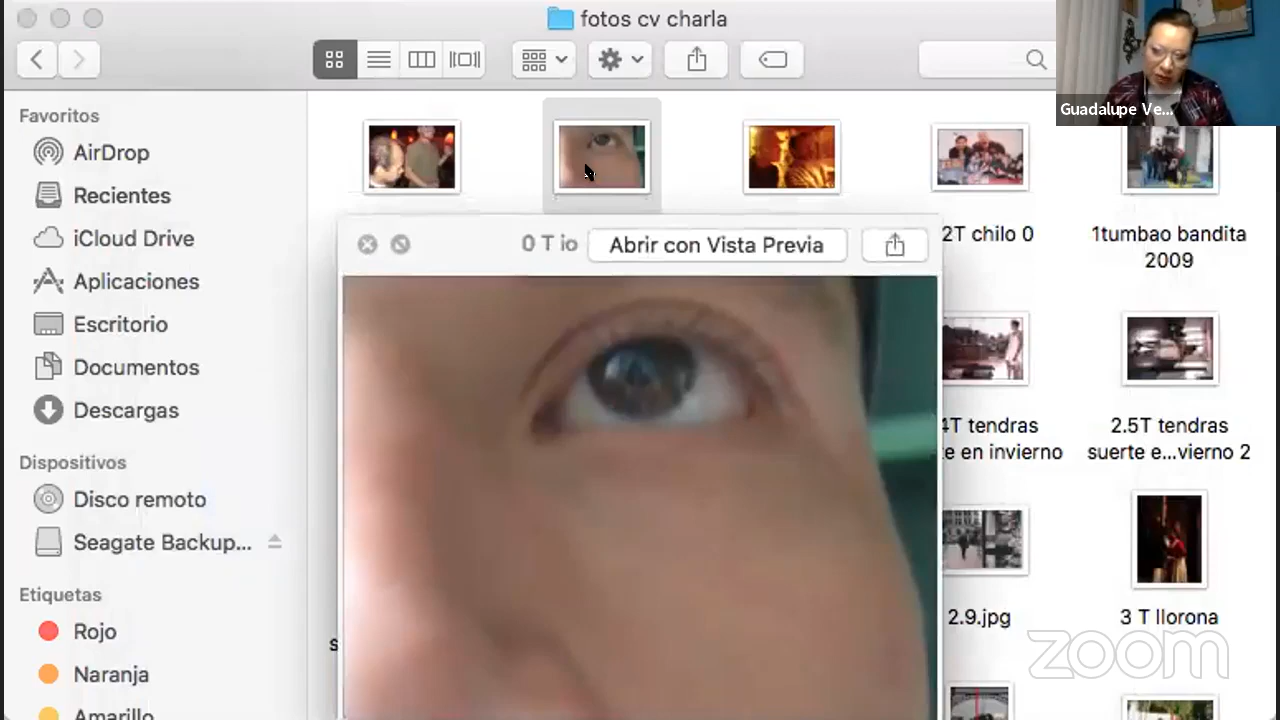 fotos cv charla
Guadalupe Ve...
Favoritos
AirDrop
Recientes
iCloud Drive
Aplicaciones
Escritorio
Documentos
Descargas
Dispositivos
Disco remoto
Seagate Backup...
Etiquetas
Rojo
Naranja
Amarillo
0 T io
Abrir con Vista Previa
2T chilo 0
1tumbao bandita
2009
4T tendras
e en invierno
2.5T tendras
suerte e...vierno 2
2.9.jpg
3 T llorona
s
zoom